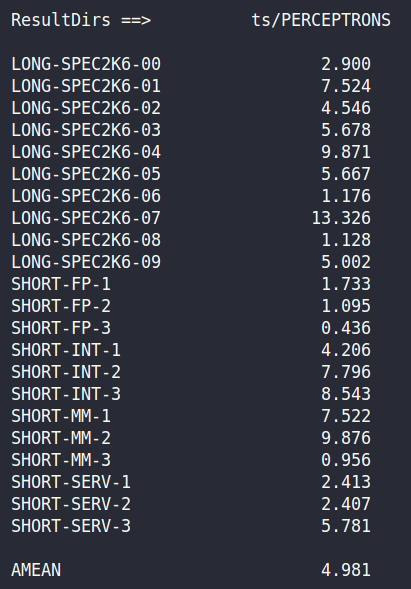 ResultDirs ==> ts/PERCEPTRONS
LONG-SPEC2K6-00 2.900
LONG-SPEC2K6-01 7.524
LONG-SPEC2K6-02 4.546
LONG-SPEC2K6-03 5.678
LONG-SPEC2K6-04 9.871
LONG-SPEC2K6-05 5.667
LONG-SPEC2K6-06 1.176
LONG-SPEC2K6-07 13.326
LONG-SPEC2K6-08 1.128
LONG-SPEC2K6-09 5.002
SHORT-FP-1 1.733
SHORT-FP-2 1.095
SHORT-FP-3 0.436
SHORT-INT-1 4.206
SHORT-INT-2 7.796
SHORT-INT-3 8.543
SHORT-MM-1 7.522
SHORT-MM-2 9.876
SHORT-MM-3 0.956
SHORT-SERV-1 2.413
SHORT-SERV-2 2.407
SHORT-SERV-3 5.781
AMEAN 4.981